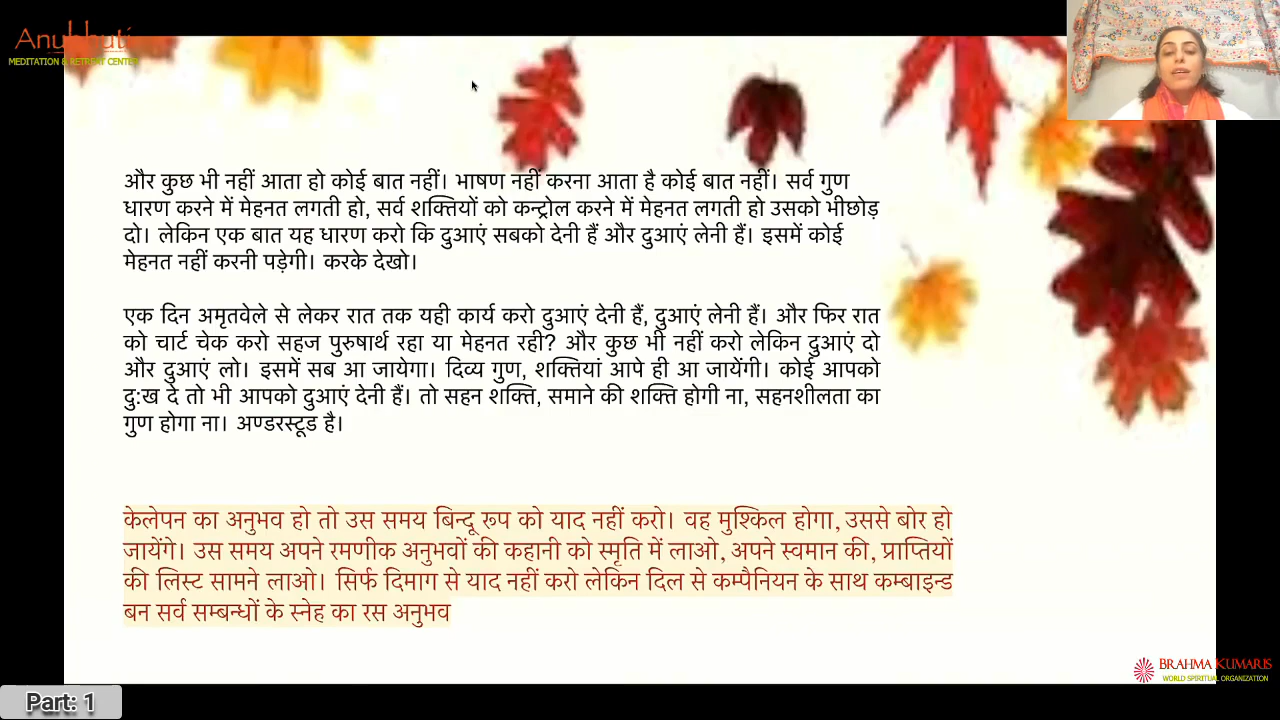 Anubhuti
MEDITATION & RETREAT CENTER
और कुछ भी नहीं आता हो कोई बात नहीं। भाषण नहीं करना आता है कोई बात नहीं। सर्व गुण
धारण करने में मेहनत लगती हो, सर्व शक्तियों को कन्ट्रोल करने में मेहनत लगती हो उसको भीछोड़
दो। लेकिन एक बात यह धारण करो कि दुआएं सबको देनी हैं और दुआएं लेनी हैं। इसमें कोई
मेहनत नहीं करनी पड़ेगी। करके देखो।
एक दिन अमृतवेले से लेकर रात तक यही कार्य करो दुआएं देनी हैं, दुआएं लेनी हैं। और फिर रात
को चार्ट चेक करो सहज पुरुषार्थ रहा या मेहनत रही? और कुछ भी नहीं करो लेकिन दुआएं दो
और दुआएं लो। इसमें सब आ जायेगा। दिव्य गुण, शक्तियां आपे ही आ जायेंगी। कोई आपको
दु:ख दे तो भी आपको दुआएं देनी हैं। तो सहन शक्ति, समाने की शक्ति होगी ना, सहनशीलता का
गुण होगा ना। अण्डरस्टूड है।
केलेपन का अनुभव हो तो उस समय बिन्दू रूप को याद नहीं करो। वह मुश्किल होगा, उससे बोर हो
जायेंगे। उस समय अपने रमणीक अनुभवों की कहानी को स्मृति में लाओ, अपने स्वमान की, प्राप्तियों
की लिस्ट सामने लाओ। सिर्फ दिमाग से याद नहीं करो लेकिन दिल से कम्पैनियन के साथ कम्बाइन्ड
बन सर्व सम्बन्धों के स्नेह का रस अनुभव
BRAHMA KUMARIS
WORLD SPIRITUAL ORGANIZATION
Part: 1